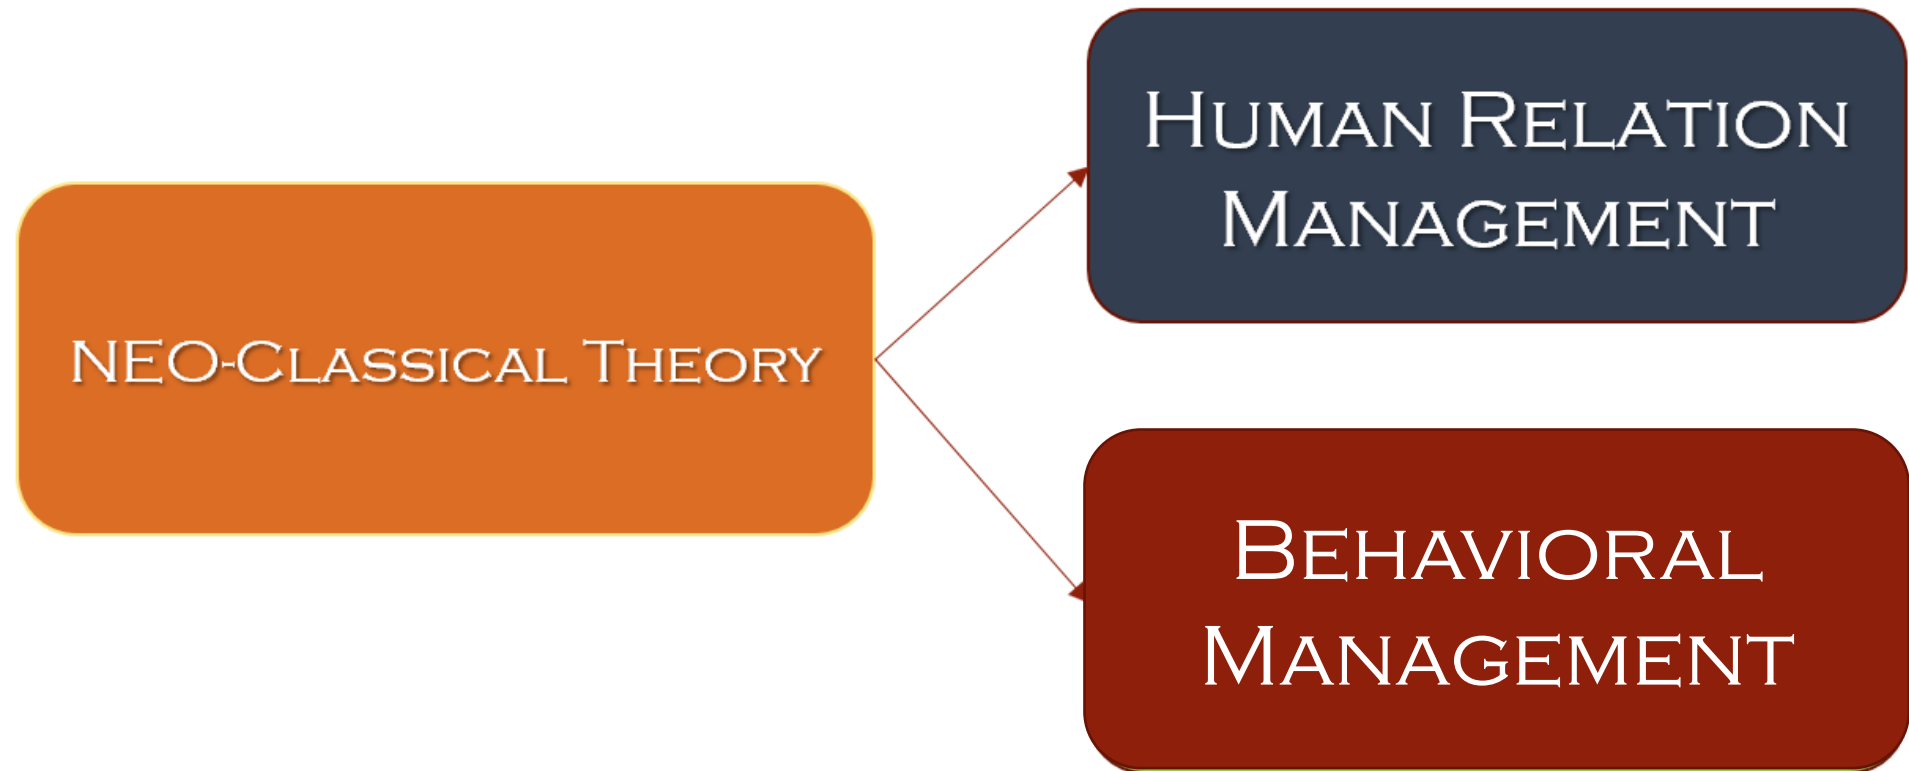 NEO-Classical Theory
Human Relation
Management
Behavioral
Management